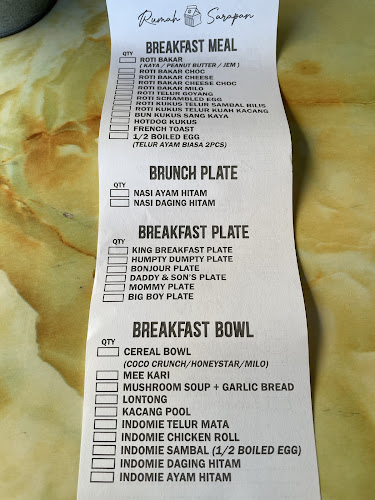 Rumah Sarapan
BREAKFAST MEAL
QTY
ROTI BAKAR
( KAYA / PEANUT BUTTER / JEM )
ROTI BAKAR CHOC
ROTI BAKAR CHEESE
ROTI BAKAR CHEESE CHOC
ROTI BAKAR MILO
ROTI TELUR GOYANG
ROTI SCRAMBLED EGG
ROTI KUKUS TELUR SAMBAL BILIS
ROTI KUKUS TELUR KUAH KACANG
BUN KUKUS SANG KAYA
HOTDOG KUKUS
FRENCH TOAST
1/2 BOILED EGG
(TELUR AYAM BIASA 2PCS)
BRUNCH PLATE
QTY
NASI AYAM HITAM
NASI DAGING HITAM
BREAKFAST PLATE
QTY
KING BREAKFAST PLATE
HUMPTY DUMPTY PLATE
BONJOUR PLATE
DADDY & SON'S PLATE
MOMMY PLATE
BIG BOY PLATE
BREAKFAST BOWL
QTY
CEREAL BOWL
(COCO CRUNCH/HONEYSTAR/MILO)
MEE KARI
MUSHROOM SOUP + GARLIC BREAD
LONTONG
KACANG POOL
INDOMIE TELUR MATA
INDOMIE CHICKEN ROLL
INDOMIE SAMBAL (1/2 BOILED EGG)
INDOMIE DAGING HITAM
INDOMIE AYAM HITAM